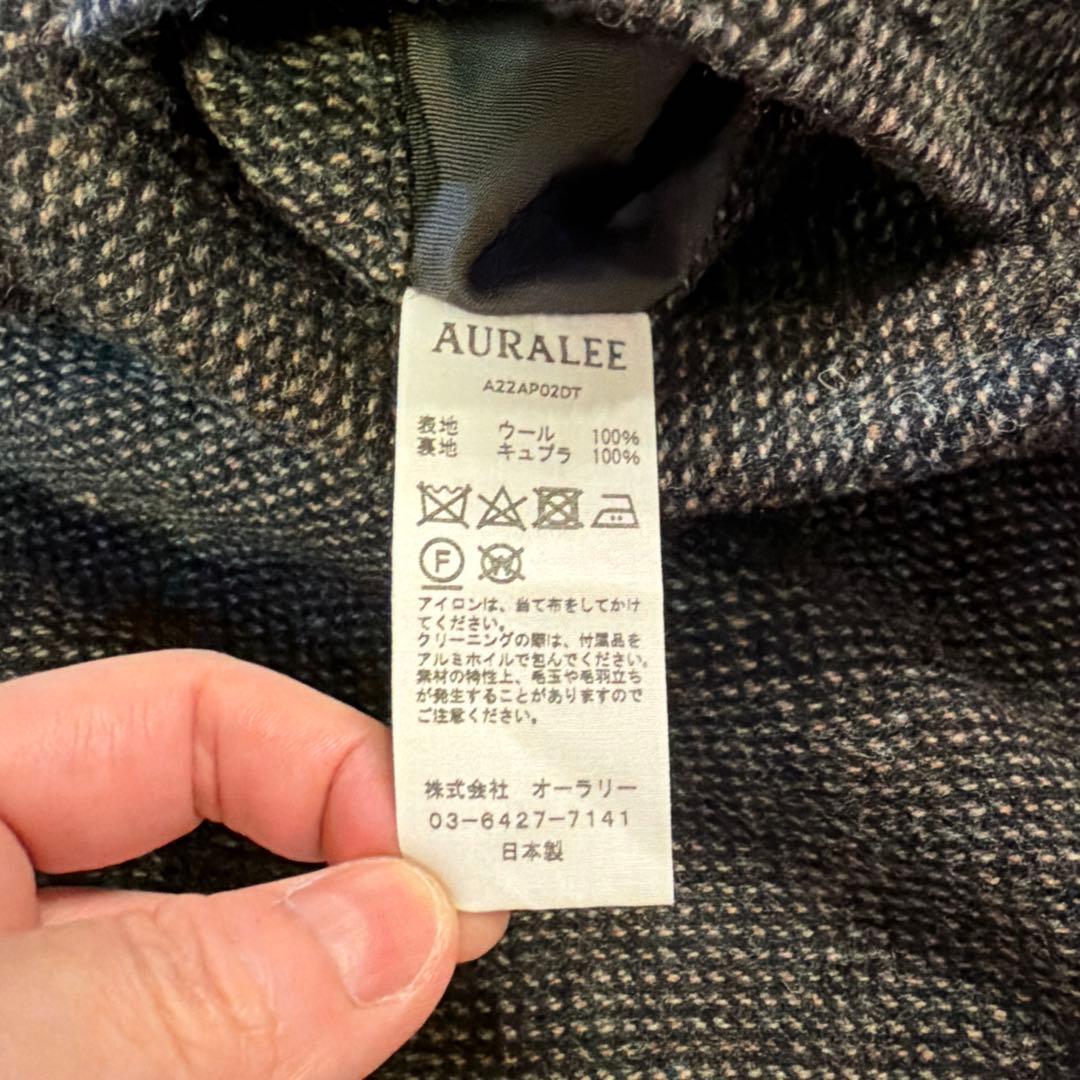 AURALEE
A22AP02DT
表地 ウール 100%
裏地 キュプラ 100%
F W
アイロンは、当て布をしてかけ
てください。
クリーニングの際は、付属品を
アルミホイルで包んでください。
素材の特性上、毛玉や毛羽立ち
が発生することがありますので
ご注意ください。
株式会社 オーラリー
03-6427-7141
日本製